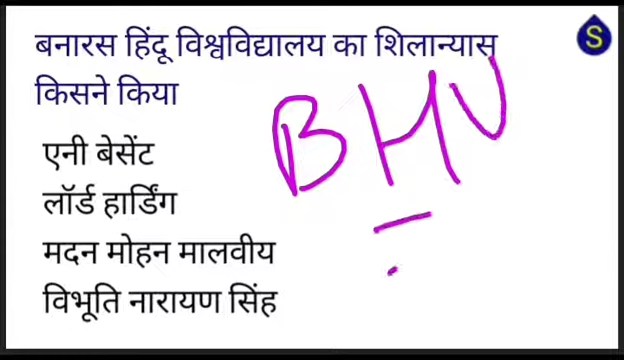 बनारस हिंदू विश्वविद्यालय का शिलान्यास
किसने किया
BHU
एनी बेसेंट
लॉर्ड हार्डिंग
मदन मोहन मालवीय
विभूति नारायण सिंह
S